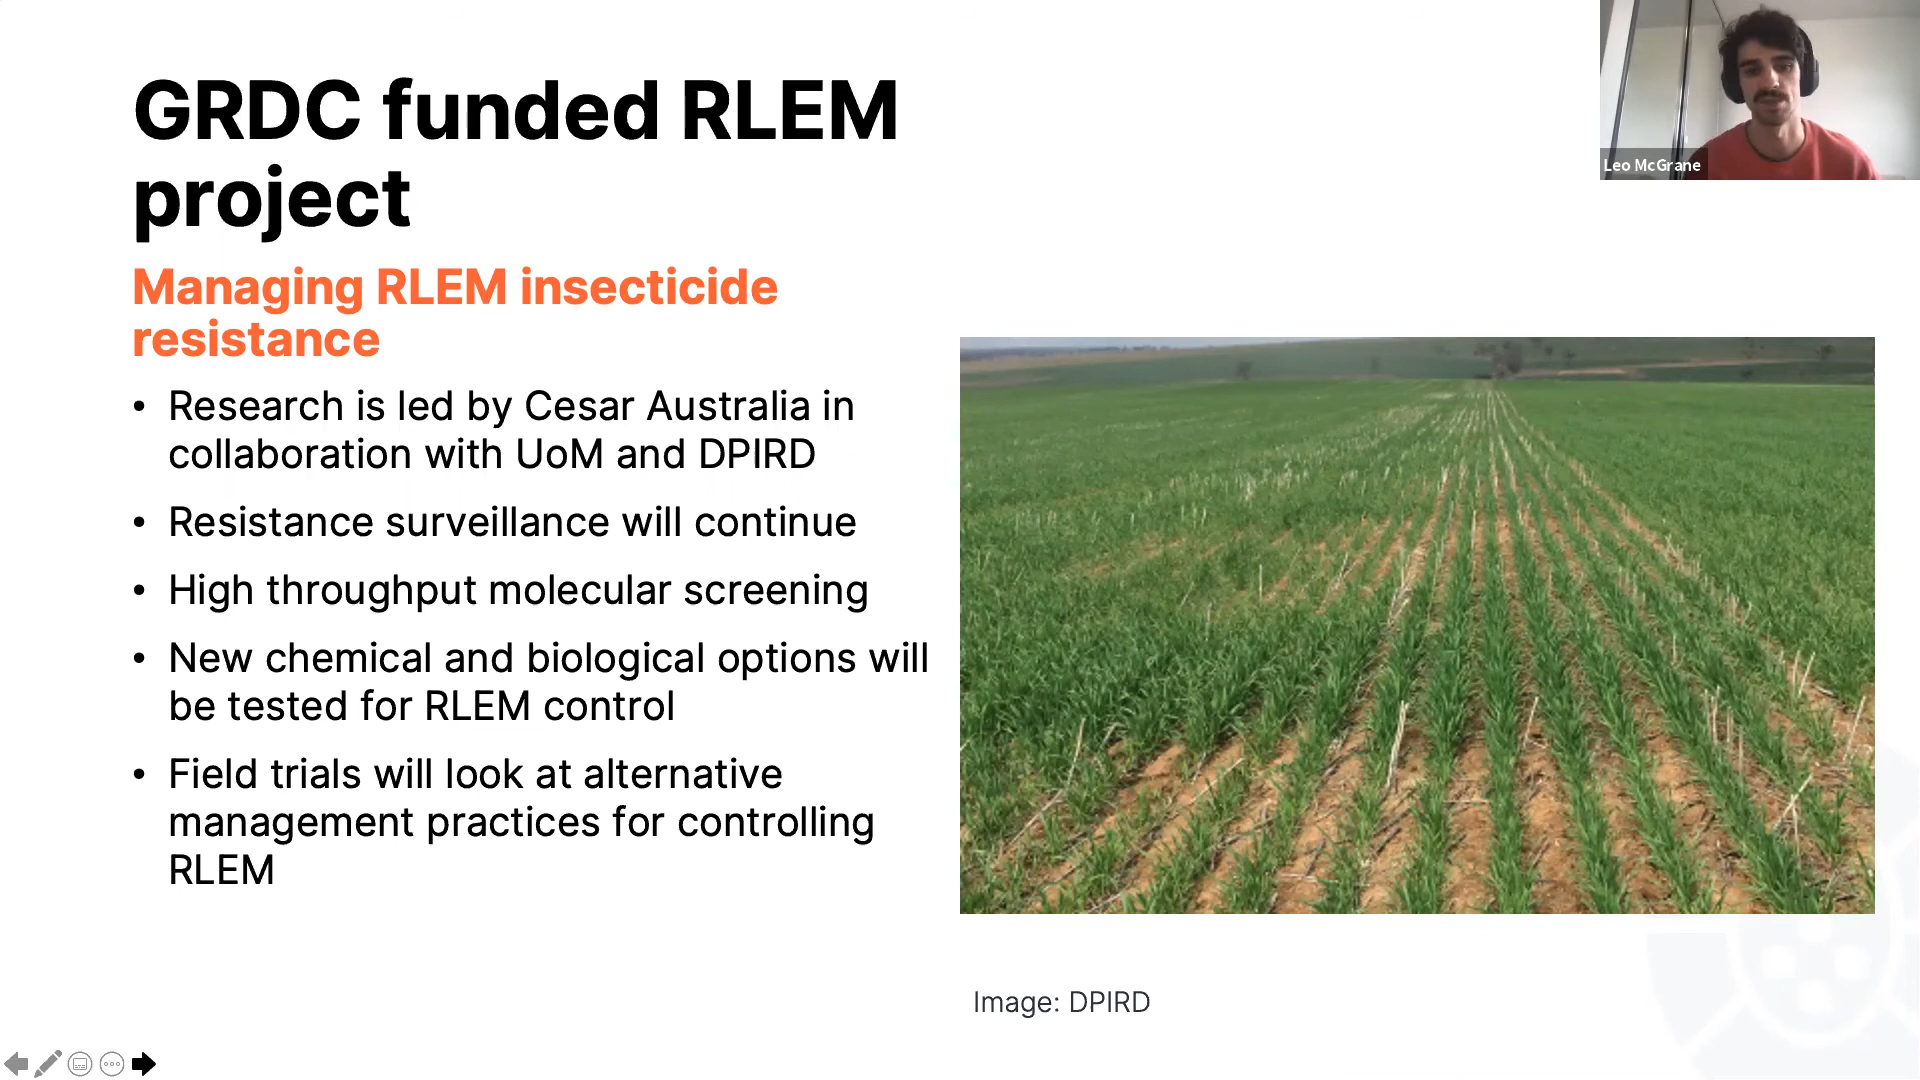 GRDC funded RLEM
project
Managing RLEM insecticide
resistance
• Research is led by Cesar Australia in
collaboration with UoM and DPIRD
• Resistance surveillance will continue
• High throughput molecular screening
• New chemical and biological options will
be tested for RLEM control
• Field trials will look at alternative
management practices for controlling
RLEM
Leo McGrane
Image: DPIRD